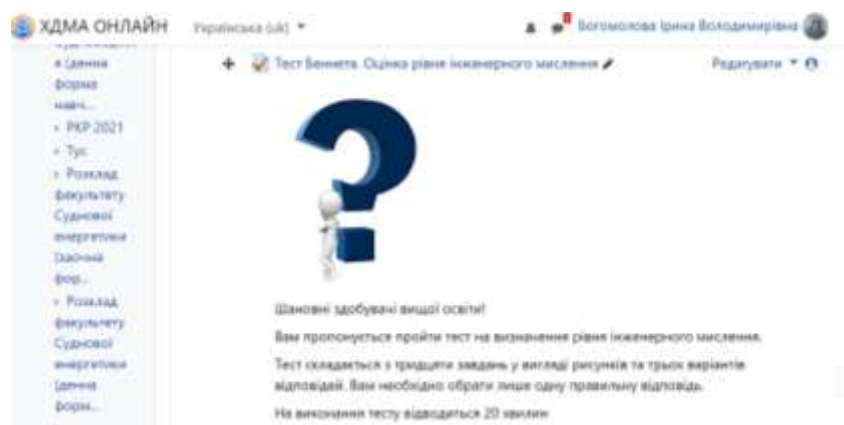 ХДМА ОНЛАЙН
Українська (uk)
Богомолова Ірина Володимирівна
я (денна
форма
навч...
РКР 2021
Тус
Розклад
факультету
Суднової
енергетики
(заочна
фор...
Розклад
факультету
Суднової
енергетики
(денна
форм...
Тест Беннета. Оцінка рівня інженерного мислення
Редагувати
Шановні здобувачі вищої освіти!
Вам пропонується пройти тест на визначення рівня інженерного мислення.
Тест складається з тридцяти завдань у вигляді рисунків та трьох варіантів
відповідей. Вам необхідно обрати лише одну правильну відповідь.
На виконання тесту відводиться 20 хвилин